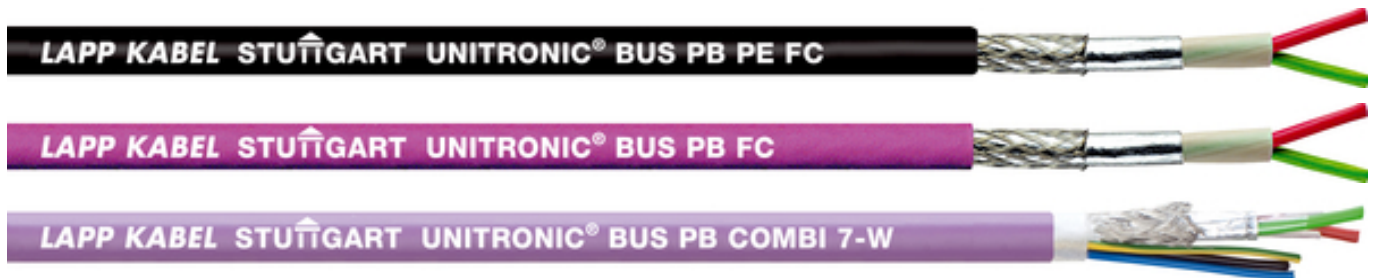 LAPP KABEL STUTTGART UNITRONIC® BUS PB PE FC
LAPP KABEL STUTTGART UNITRONIC® BUS PB FC
LAPP KABEL STUTTGART UNITRONIC® BUS PB COMBI 7-W